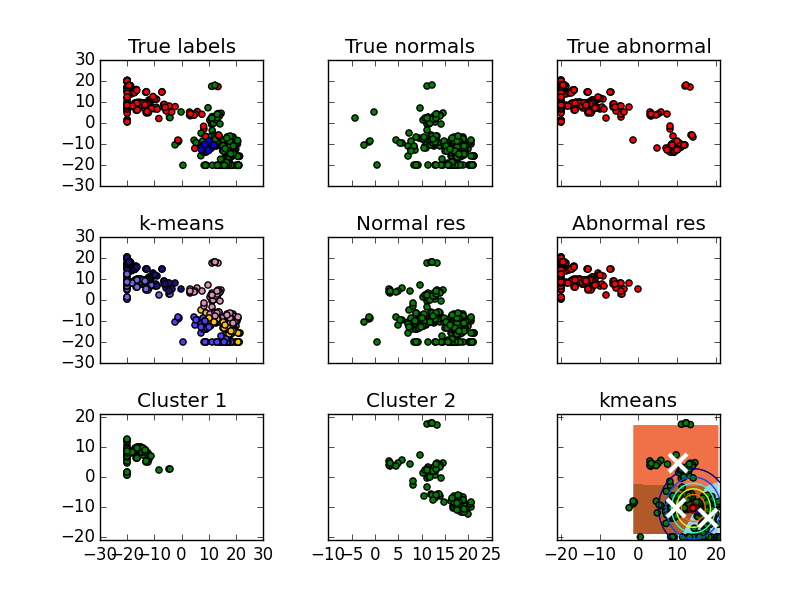 True labels
True normals
True abnormal
30
20
10
0
−10
−20
−30
−30 −20 −10 0 10 20 30
−10 −5 0 5 10 15 20 25
−20 −10 0 10 20
k-means
Normal res
Abnormal res
30
20
10
0
−10
−20
−30
Cluster 1
Cluster 2
kmeans
20
10
0
−10
−20